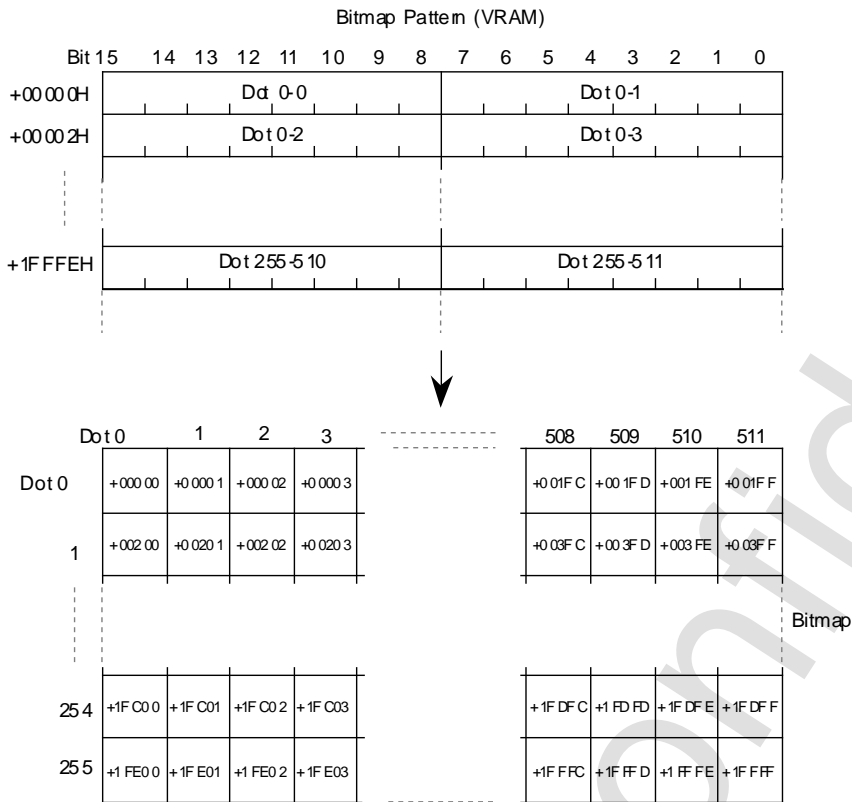 Bitmap Pattern (VRAM)
Bit 15 14 13 12 11 10 9 8 7 6 5 4 3 2 1 0
+00000H Dot 0-0 Dot 0-1
+00002H Dot 0-2 Dot 0-3
+1FFFEH Dot 255-510 Dot 255-511
Dot 0 1 2 3 508 509 510 511
Dot 0 +00000 +00001 +00002 +00003 +001FC +001FD +001FE +001FF
1 +00200 +00201 +00202 +00203 +003FC +003FD +003FE +003FF
Bitmap
254 +1FC00 +1FC01 +1FC02 +1FC03 +1FDFC +1FDFD +1FDFE +1FDFF
255 +1FE00 +1FE01 +1FE02 +1FE03 +1FFFC +1FFFD +1FFFE +1FFFF